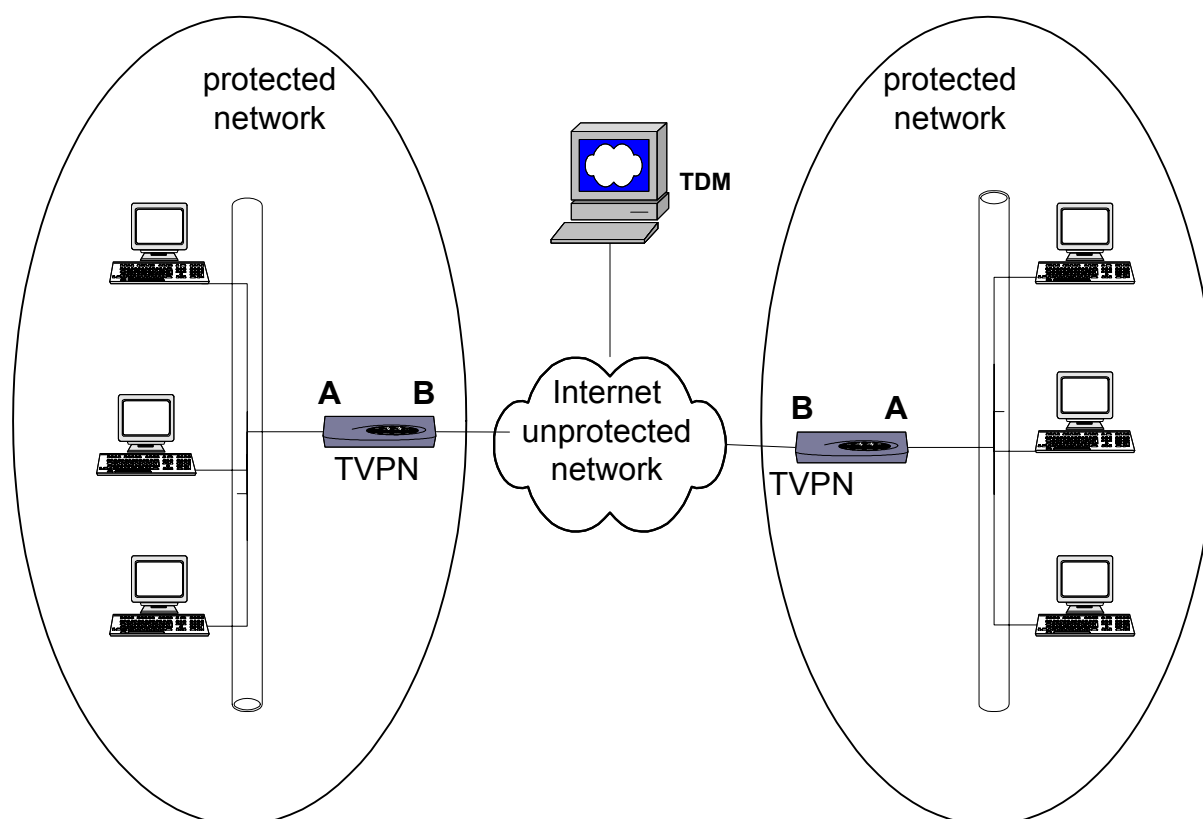 protected
network
protected
network
TDM
A
B
TVPN
Internet
unprotected
network
B
A
TVPN